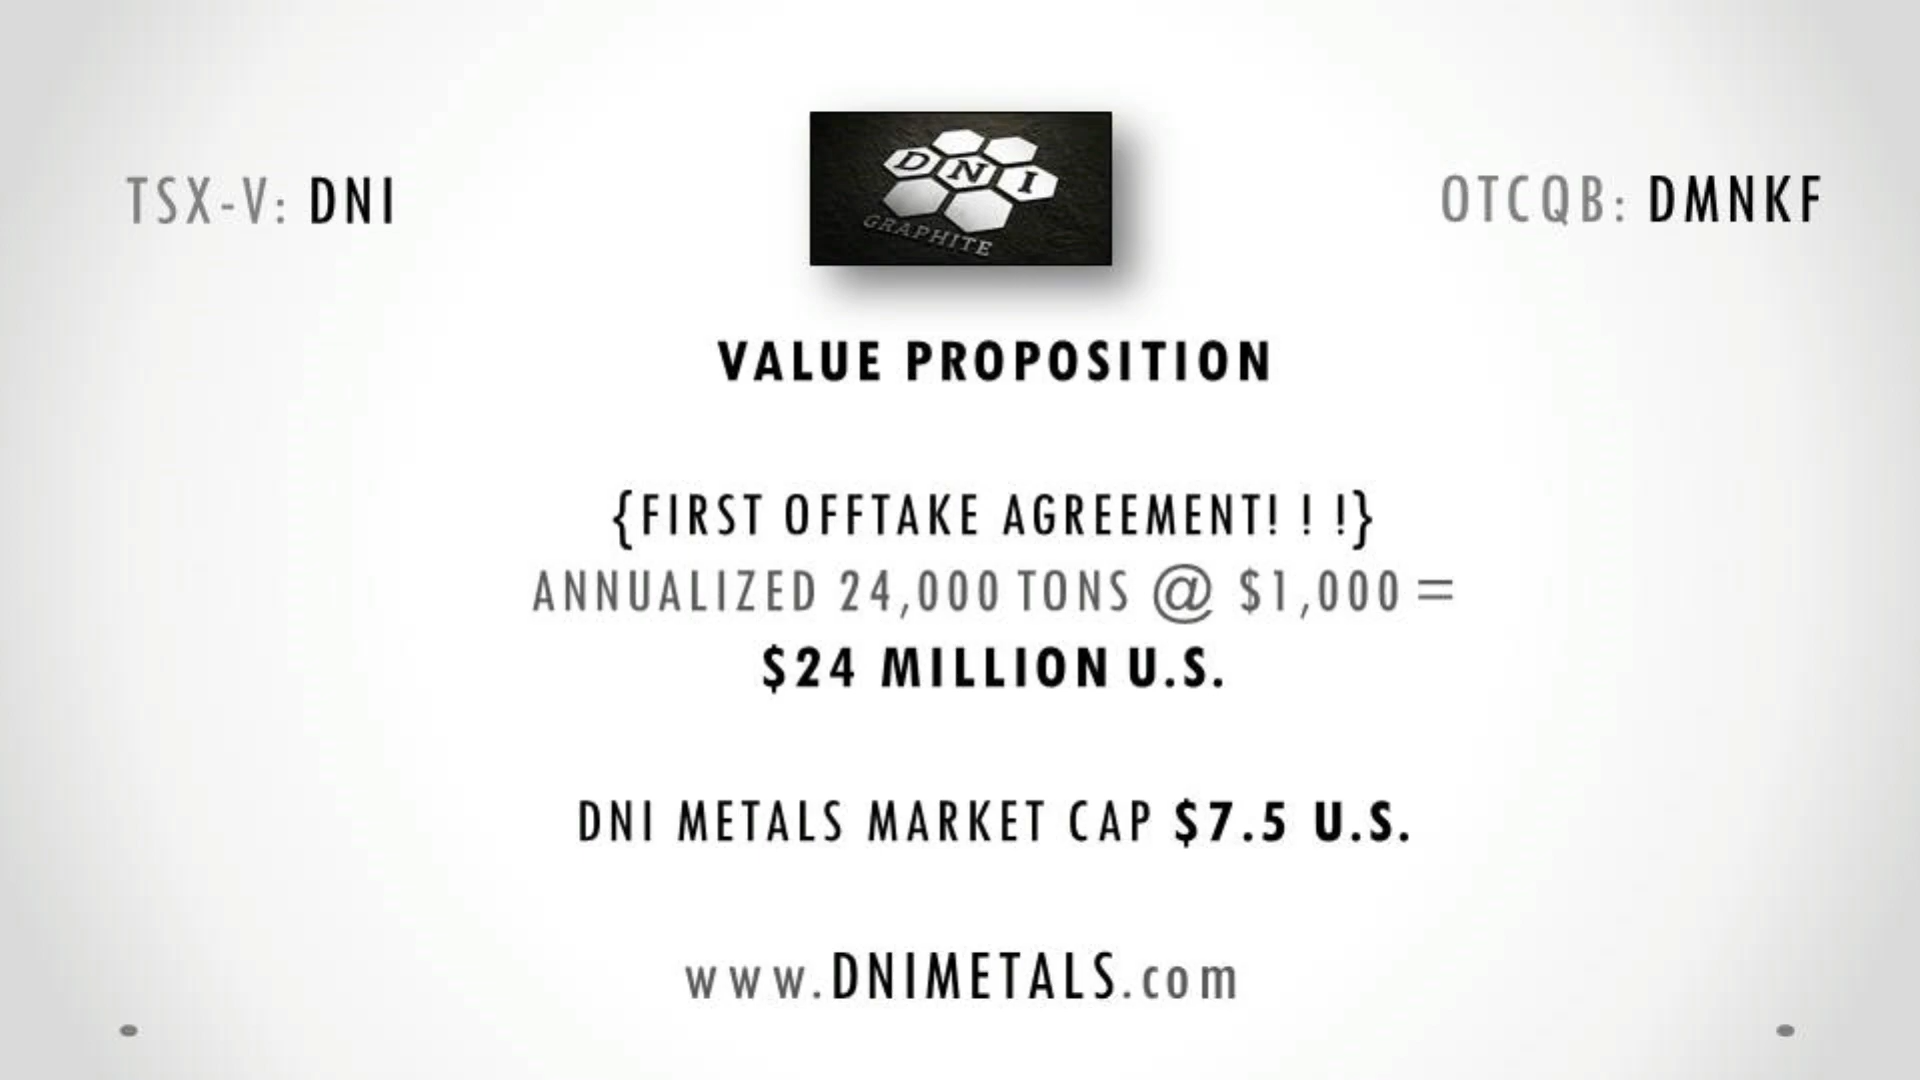 TSX-V: DNI
DNI
GRAPHITE
OTCQB: DMNKF
VALUE PROPOSITION
{FIRST OFFTAKE AGREEMENT! ! !}
ANNUALIZED 24,000 TONS @ $1,000 =
$24 MILLION U.S.
DNI METALS MARKET CAP $7.5 U.S.
www.DNIMETALS.com